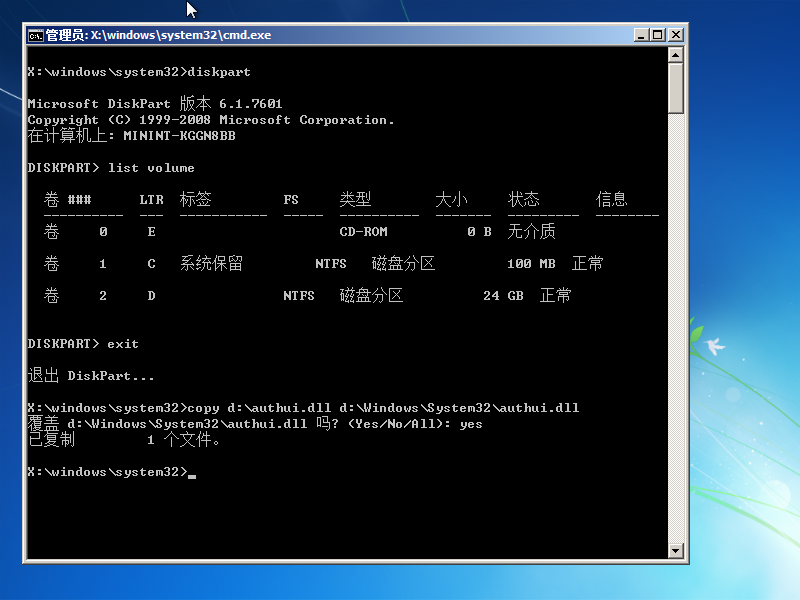 管理员: X:\windows\system32\cmd.exe
X:\windows\system32>diskpart
Microsoft DiskPart 版本 6.1.7601
Copyright (C) 1999-2008 Microsoft Corporation.
在计算机上: MININT-KGGN8BB
DISKPART> list volume
卷 ### LTR 标签 FS 类型 大小 状态 信息
---------- --- ----------- ----- ---------- ------- --------- --------
卷 0 E CD-ROM 0 B 无介质
卷 1 C 系统保留 NTFS 磁盘分区 100 MB 正常
卷 2 D NTFS 磁盘分区 24 GB 正常
DISKPART> exit
退出 DiskPart...
X:\windows\system32>copy d:\authui.dll d:\Windows\System32\authui.dll
覆盖 d:\Windows\System32\authui.dll 吗? (Yes/No/All): yes
已复制 1 个文件。
X:\windows\system32>_